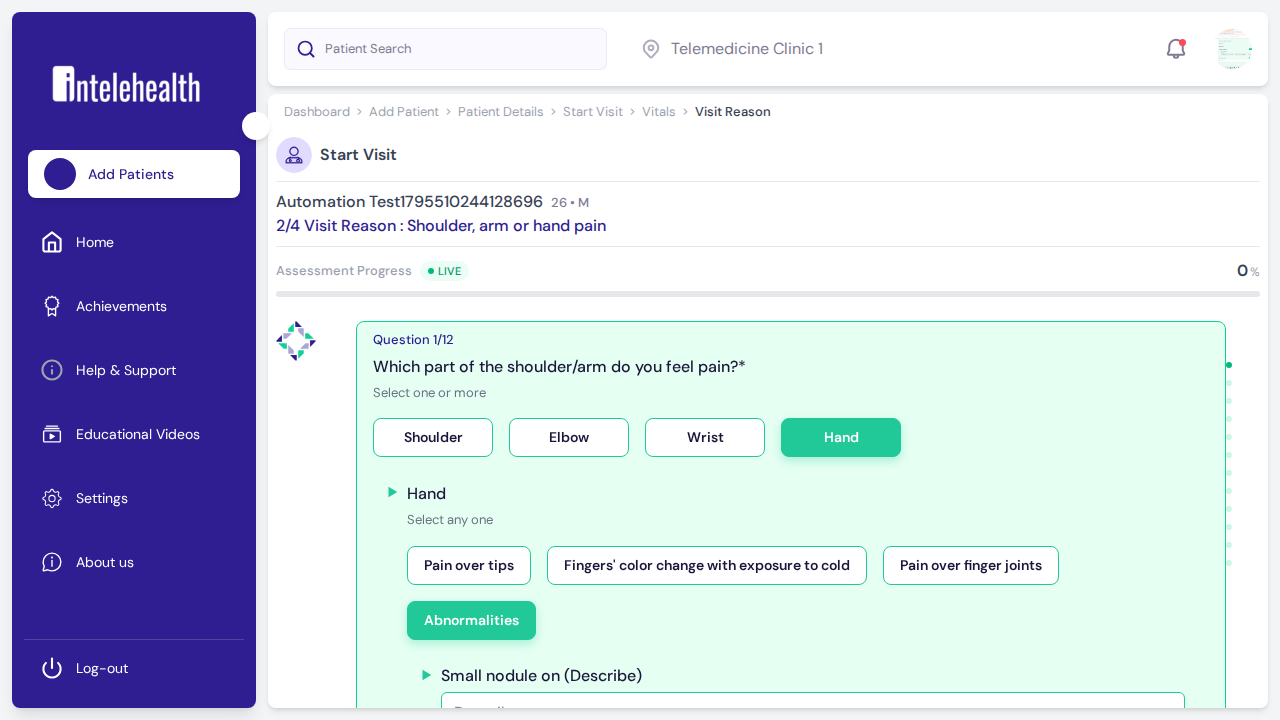 intelehealth
Add Patients
Home
Achievements
Help & Support
Educational Videos
Settings
About us
Log-out
Patient Search
Telemedicine Clinic 1
Dashboard > Add Patient > Patient Details > Start Visit > Vitals > Visit Reason
Start Visit
Automation Test1795510244128696 26 • M
2/4 Visit Reason : Shoulder, arm or hand pain
Assessment Progress • LIVE 0 %
Question 1/12
Which part of the shoulder/arm do you feel pain?*
Select one or more
Shoulder Elbow Wrist Hand
Hand
Select any one
Pain over tips Fingers' color change with exposure to cold Pain over finger joints
Abnormalities
Small nodule on (Describe)